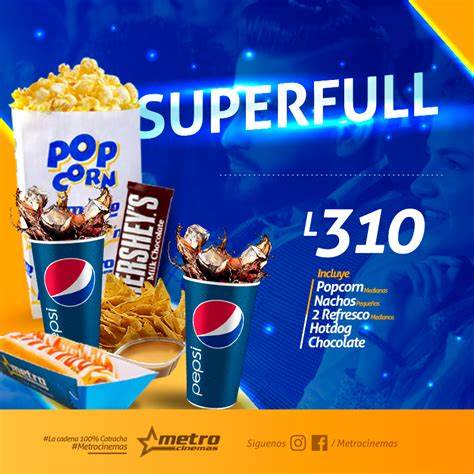 SUPERFULL
POP
CORN
HERSHEY'S
Milk Chocolate
pepsi
pepsi
metro
L310
Incluye
Popcorn Medianas
Nachos Pequeños
2 Refresco Medianos
Hotdog
Chocolate
#La cadena 100% Catracha
#Metrocinemas
metro
cinemas
Síguenos / Metrocinemas